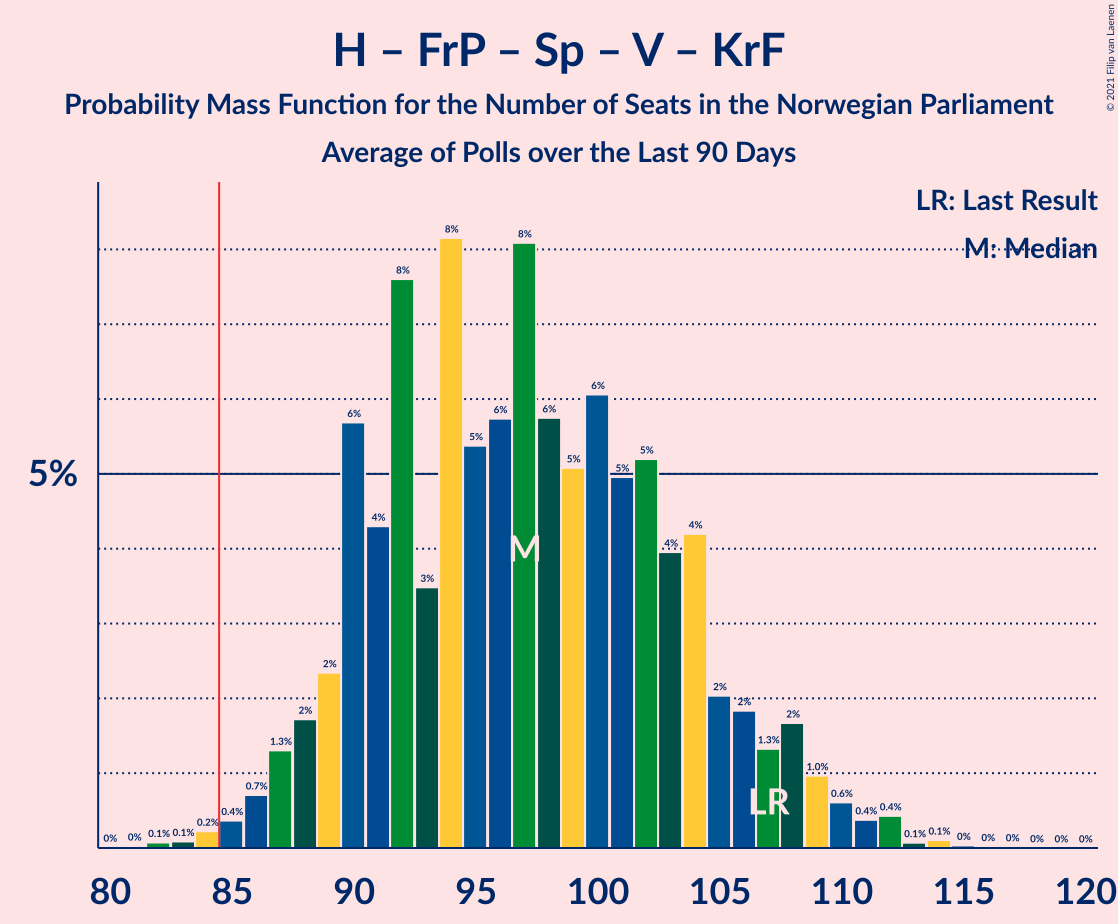 H – FrP – Sp – V – KrF
Probability Mass Function for the Number of Seats in the Norwegian Parliament
Average of Polls over the Last 90 Days
© 2021 Filip van Laenen
LR: Last Result
M: Median
5%
0% 0% 0.1% 0.1% 0.2% 0.4% 0.7% 1.3% 2% 2% 6% 4% 8% 3% 8% 5% 6% 8% 6% 5% 6% 5% 5% 4% 4% 2% 2% 1.3% 2% 1.0% 0.6% 0.4% 0.4% 0.1% 0.1% 0% 0% 0% 0% 0% 0%
M
LR
80 85 90 95 100 105 110 115 120